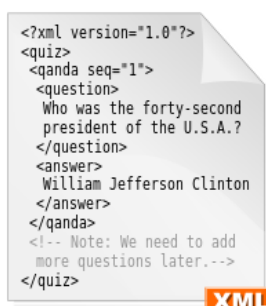 <?xml version="1.0"?>
<quiz>
<qanda seq="1">
<question>
Who was the forty-second
president of the U.S.A.?
</question>
<answer>
William Jefferson Clinton
</answer>
</qanda>
<!-- Note: We need to add
more questions later.-->
</quiz>
XML